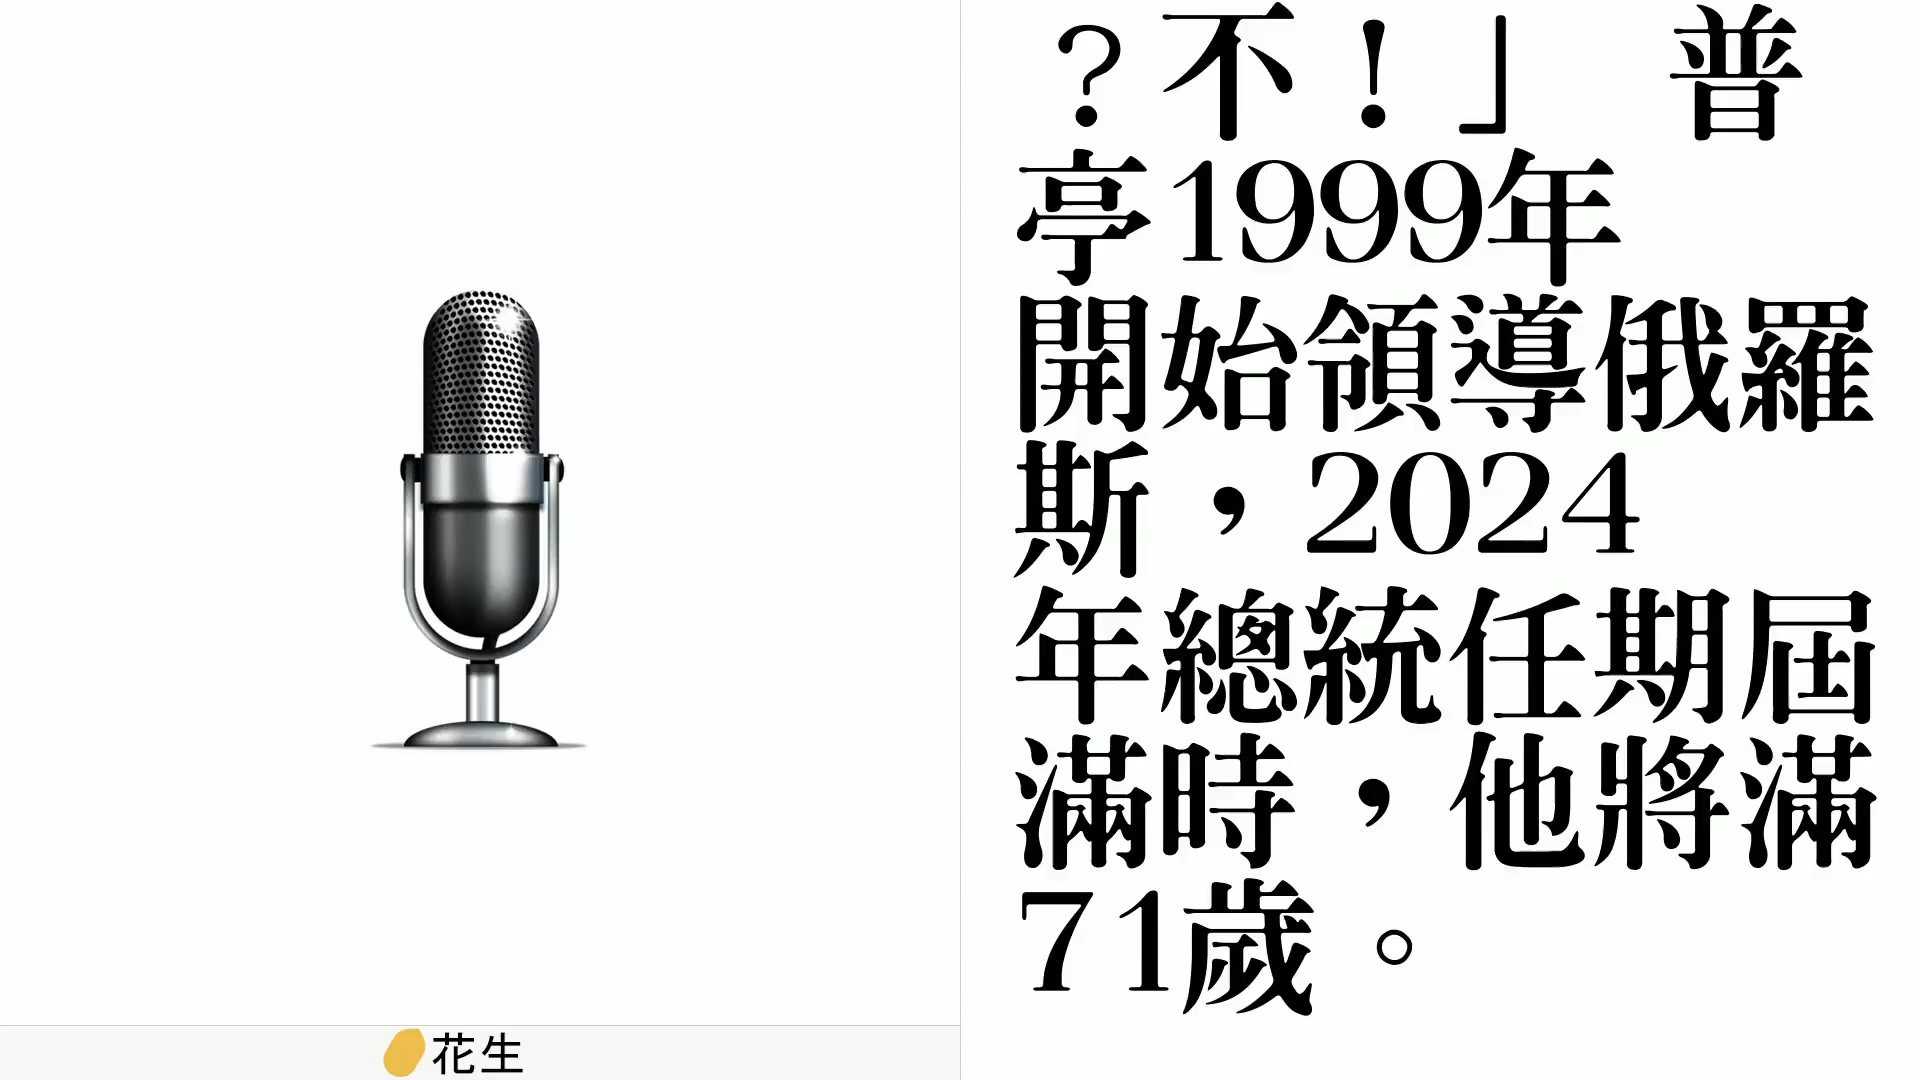 ？不！」 普
亭1999年
開始領導俄羅
斯，2024
年總統任期屆
滿時，他將滿
71歲。
花生